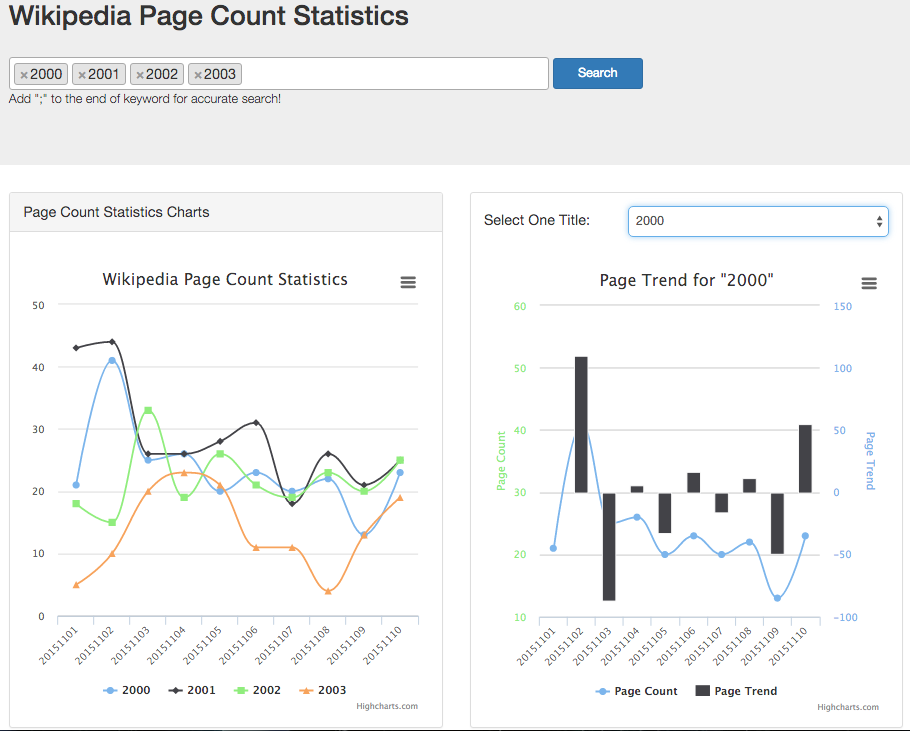 Wikipedia Page Count Statistics
×2000 ×2001 ×2002 ×2003 Search
Add ";" to the end of keyword for accurate search!
Page Count Statistics Charts
Wikipedia Page Count Statistics
50
40
30
20
10
0
20151101 20151102 20151103 20151104 20151105 20151106 20151107 20151108 20151109 20151110
2000 2001 2002 2003
Highcharts.com
Select One Title: 2000
Page Trend for "2000"
Page Count
60
50
40
30
20
10
150
100
50
0
-50
-100
Page Trend
20151101 20151102 20151103 20151104 20151105 20151106 20151107 20151108 20151109 20151110
Page Count Page Trend
Highcharts.com